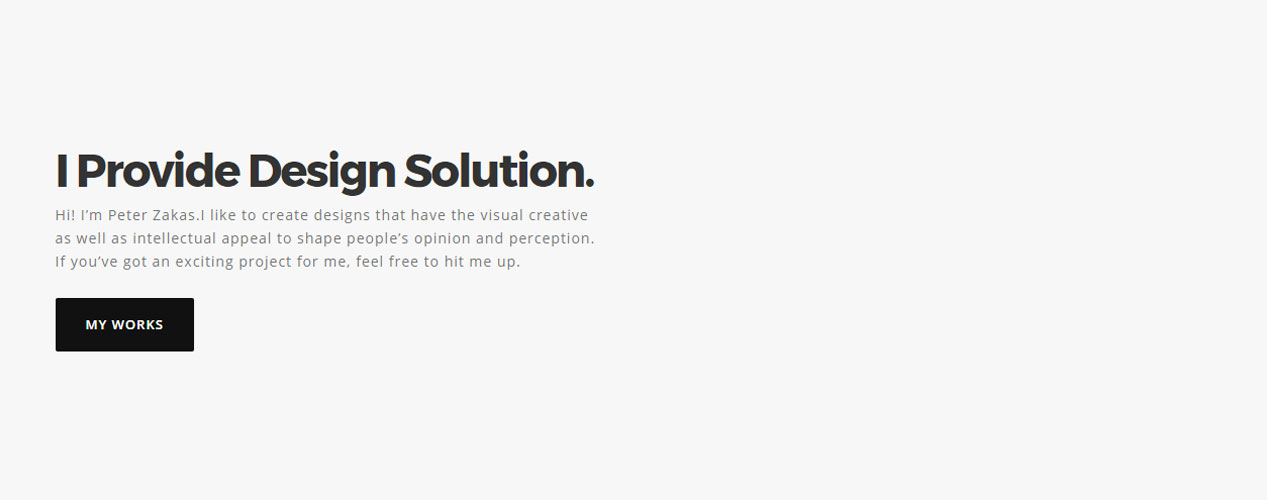 I Provide Design Solution.
Hi! I’m Peter Zakas.I like to create designs that have the visual creative
as well as intellectual appeal to shape people’s opinion and perception.
If you’ve got an exciting project for me, feel free to hit me up.
MY WORKS